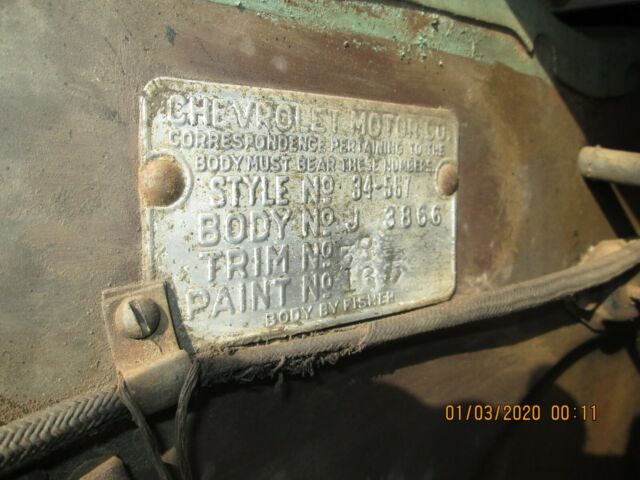 CHEVROLET MOTOR CO.
CORRESPONDENCE PERTAINING TO THE
BODY MUST BEAR THESE NUMBERS.
STYLE NO 34-
BODY NO J 3866
TRIM NO
PAINT NO
BODY BY FISHER
01/03/2020 00:11